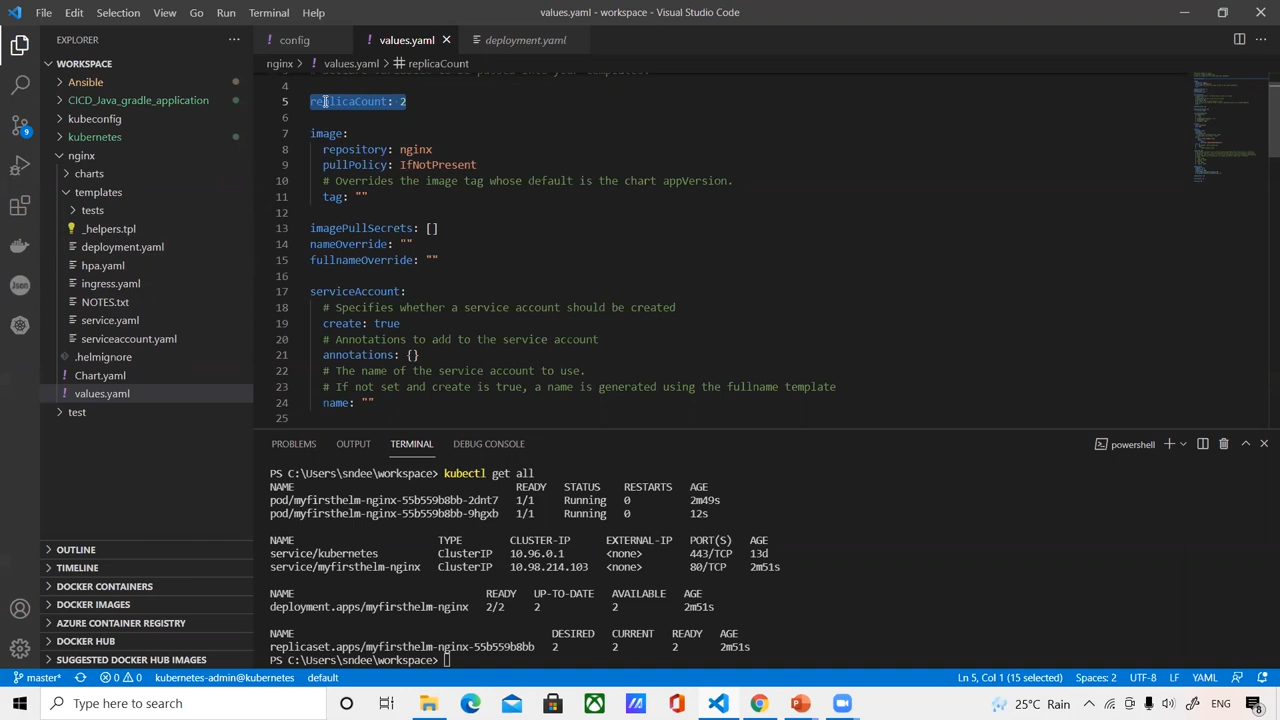 File Edit Selection View Go Run Terminal Help
values.yaml - workspace - Visual Studio Code
EXPLORER
WORKSPACE
Ansible
CICD_Java_gradle_application
kubeconfig
kubernetes
nginx
charts
templates
tests
_helpers.tpl
deployment.yaml
hpa.yaml
ingress.yaml
NOTES.txt
service.yaml
serviceaccount.yaml
.helmignore
Chart.yaml
values.yaml
test
OUTLINE
TIMELINE
DOCKER CONTAINERS
DOCKER IMAGES
AZURE CONTAINER REGISTRY
DOCKER HUB
SUGGESTED DOCKER HUB IMAGES
9
Json
config values.yaml deployment.yaml
nginx > values.yaml > replicaCount
4
5 replicaCount: 2
6
7 image:
8 repository: nginx
9 pullPolicy: IfNotPresent
10 # Overrides the image tag whose default is the chart appVersion.
11 tag: ""
12
13 imagePullSecrets: []
14 nameOverride: ""
15 fullnameOverride: ""
16
17 serviceAccount:
18 # Specifies whether a service account should be created
19 create: true
20 # Annotations to add to the service account
21 annotations: {}
22 # The name of the service account to use.
23 # If not set and create is true, a name is generated using the fullname template
24 name: ""
25
PROBLEMS OUTPUT TERMINAL DEBUG CONSOLE
powershell
PS C:\Users\sndee\workspace> kubectl get all
NAME READY STATUS RESTARTS AGE
pod/myfirsthelm-nginx-55b559b8bb-2dnt7 1/1 Running 0 2m49s
pod/myfirsthelm-nginx-55b559b8bb-9hgxb 1/1 Running 0 12s
NAME TYPE CLUSTER-IP EXTERNAL-IP PORT(S) AGE
service/kubernetes ClusterIP 10.96.0.1 <none> 443/TCP 13d
service/myfirsthelm-nginx ClusterIP 10.98.214.103 <none> 80/TCP 2m51s
NAME READY UP-TO-DATE AVAILABLE AGE
deployment.apps/myfirsthelm-nginx 2/2 2 2 2m51s
NAME DESIRED CURRENT READY AGE
replicaset.apps/myfirsthelm-nginx-55b559b8bb 2 2 2 2m51s
PS C:\Users\sndee\workspace>
master* 0 0 kubernetes-admin@kubernetes default
Ln 5, Col 1 (15 selected) Spaces: 2 UTF-8 LF YAML
Type here to search
25°C Rain ENG 8